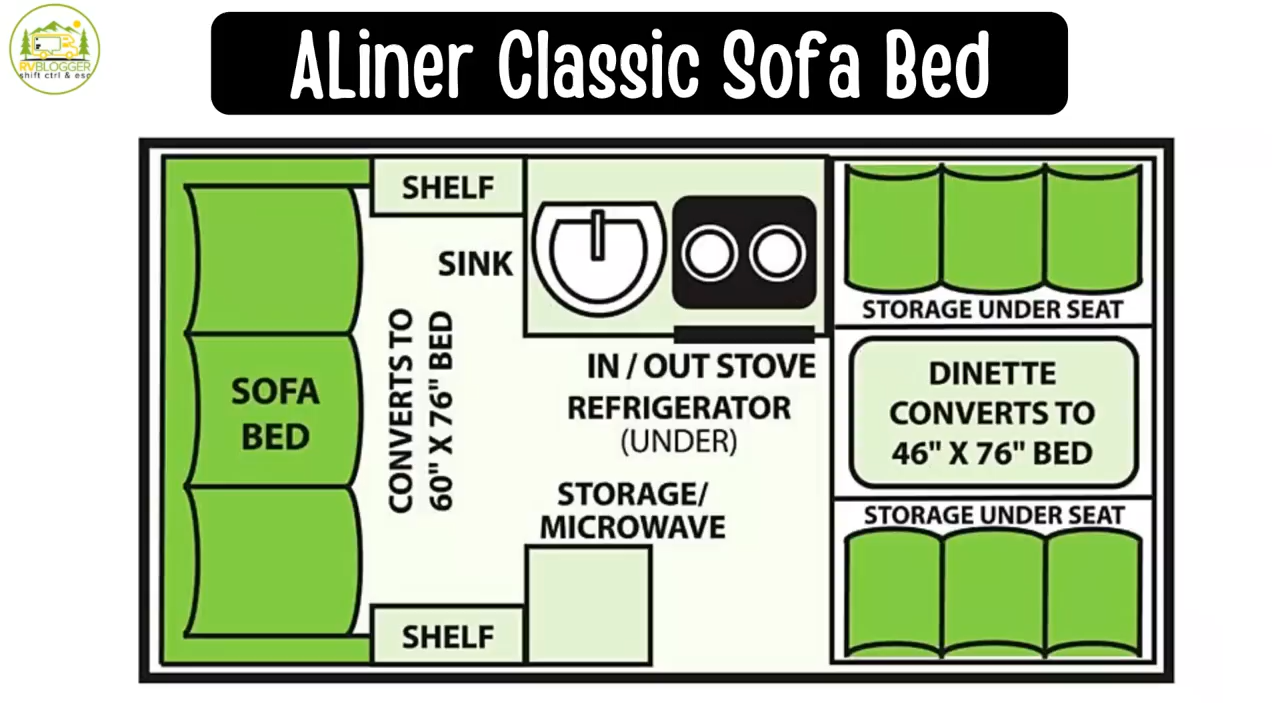 RVBLOGGER
shift ctrl & esc
ALiner Classic Sofa Bed
SHELF
SINK
SOFA
BED
CONVERTS TO
60" X 76" BED
IN / OUT STOVE
REFRIGERATOR
(UNDER)
STORAGE/
MICROWAVE
SHELF
STORAGE UNDER SEAT
DINETTE
CONVERTS TO
46" X 76" BED
STORAGE UNDER SEAT